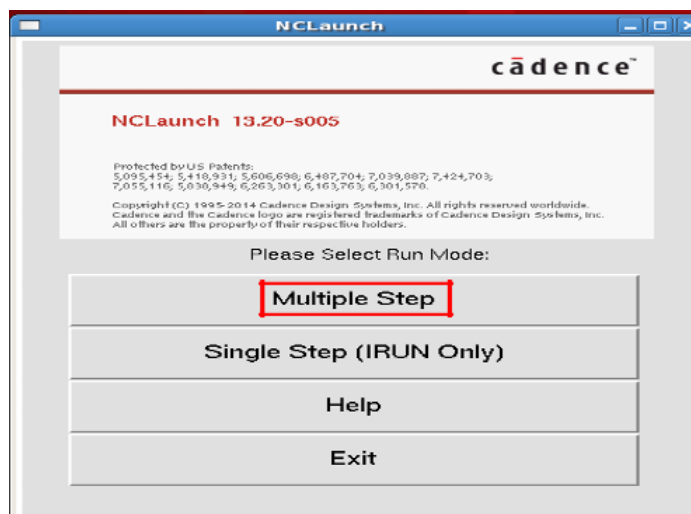 NCLaunch
cādence™
NCLaunch 13.20-s005
Protected by US Patents:
5,095,454; 5,418,931; 5,606,698; 6,487,704; 7,039,887; 7,424,703;
7,055,116; 5,838,949; 6,263,301; 6,163,763; 6,301,578.
Copyright (C) 1995-2014 Cadence Design Systems, Inc. All rights reserved worldwide.
Cadence and the Cadence logo are registered trademarks of Cadence Design Systems, Inc.
All others are the property of their respective holders.
Please Select Run Mode:
Multiple Step
Single Step (IRUN Only)
Help
Exit